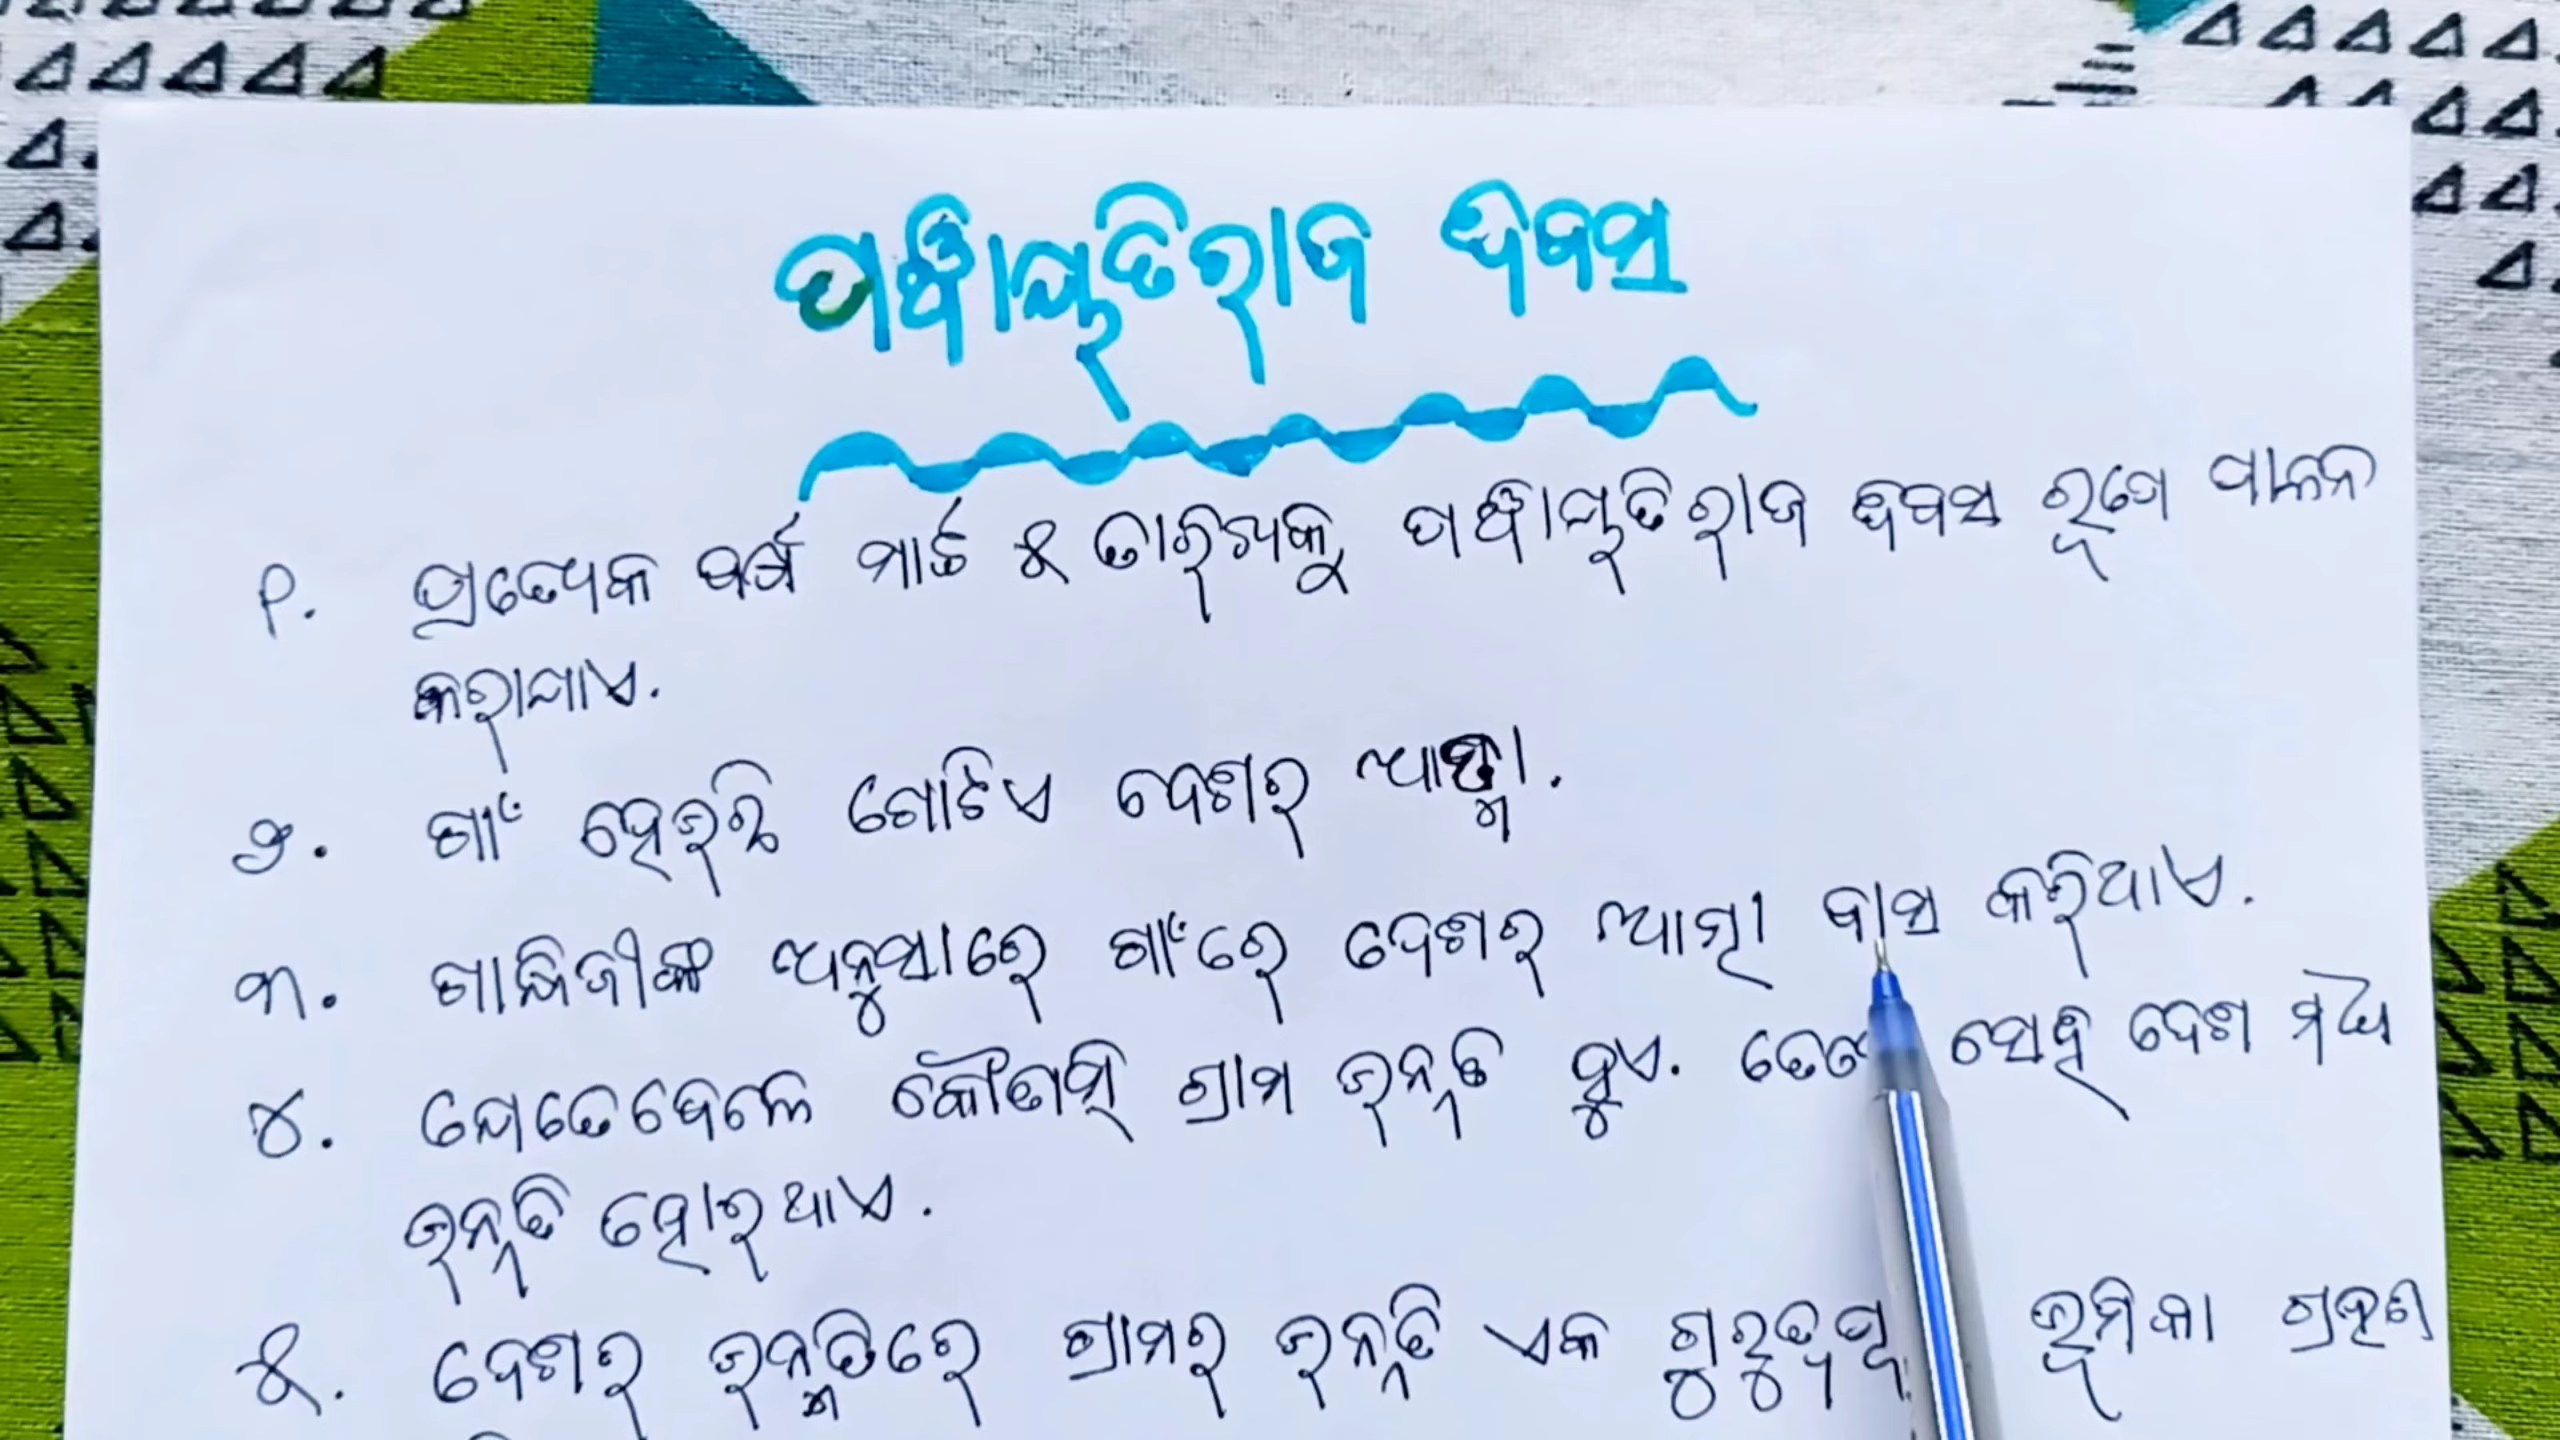 ପଞ୍ଚାୟତିରାଜ ଦିବସ
୧. ପ୍ରତ୍ୟେକ ବର୍ଷ ମାର୍ଚ୍ଚ ୫ ତାରିଖକୁ ପଞ୍ଚାୟତିରାଜ ଦିବସ ରୂପେ ପାଳନ
କରାଯାଏ.
୨. ଗାଁ ହେଉଛି ଗୋଟିଏ ଦେଶର ଆତ୍ମା.
୩. ଗାନ୍ଧିଜୀଙ୍କ ଅନୁସାରେ ଗାଁରେ ଦେଶର ଆତ୍ମା ବାସ କରିଥାଏ.
୪. ଯେତେବେଳେ କୌଣସି ଗ୍ରାମ ଉନ୍ନତି ହୁଏ. ସେହି ଦେଶ ମଧ୍ୟ
ଉନ୍ନତି ହୋଇଥାଏ.
୫. ଦେଶର ଉନ୍ନତିରେ ଗ୍ରାମର ଉନ୍ନତି ଏକ ଭୂମିକା ଗ୍ରହଣ